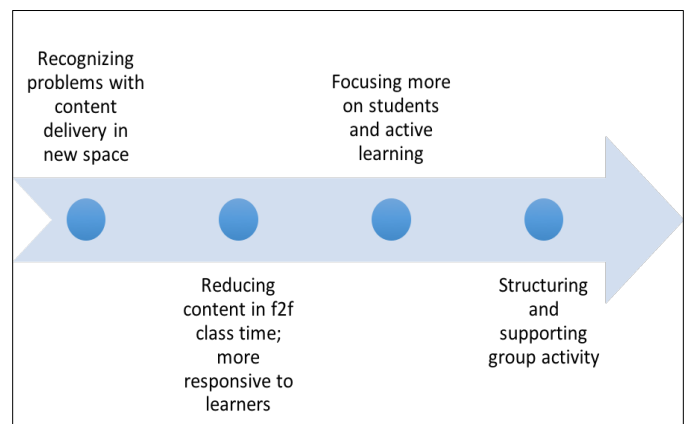 Recognizing
problems with
content
delivery in
new space
Reducing
content in f2f
class time;
more
responsive to
learners
Focusing more
on students
and active
learning
Structuring
and
supporting
group activity